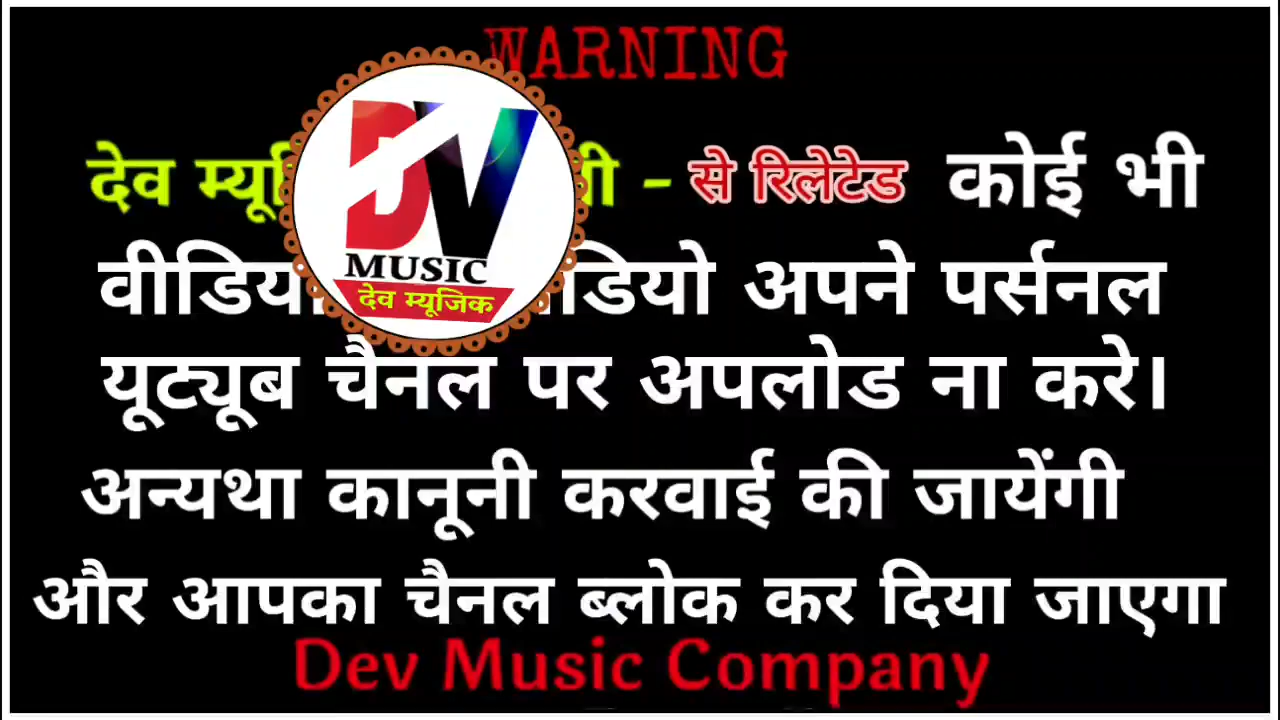 WARNING
देव - से रिलेटेड कोई भी
अपने पर्सनल
यूट्यूब चैनल पर अपलोड ना करे।
अन्यथा कानूनी करवाई की जायेंगी
और आपका चैनल ब्लोक कर दिया जाएगा
Dev Music Company
DV
MUSIC
देव म्यूजिक